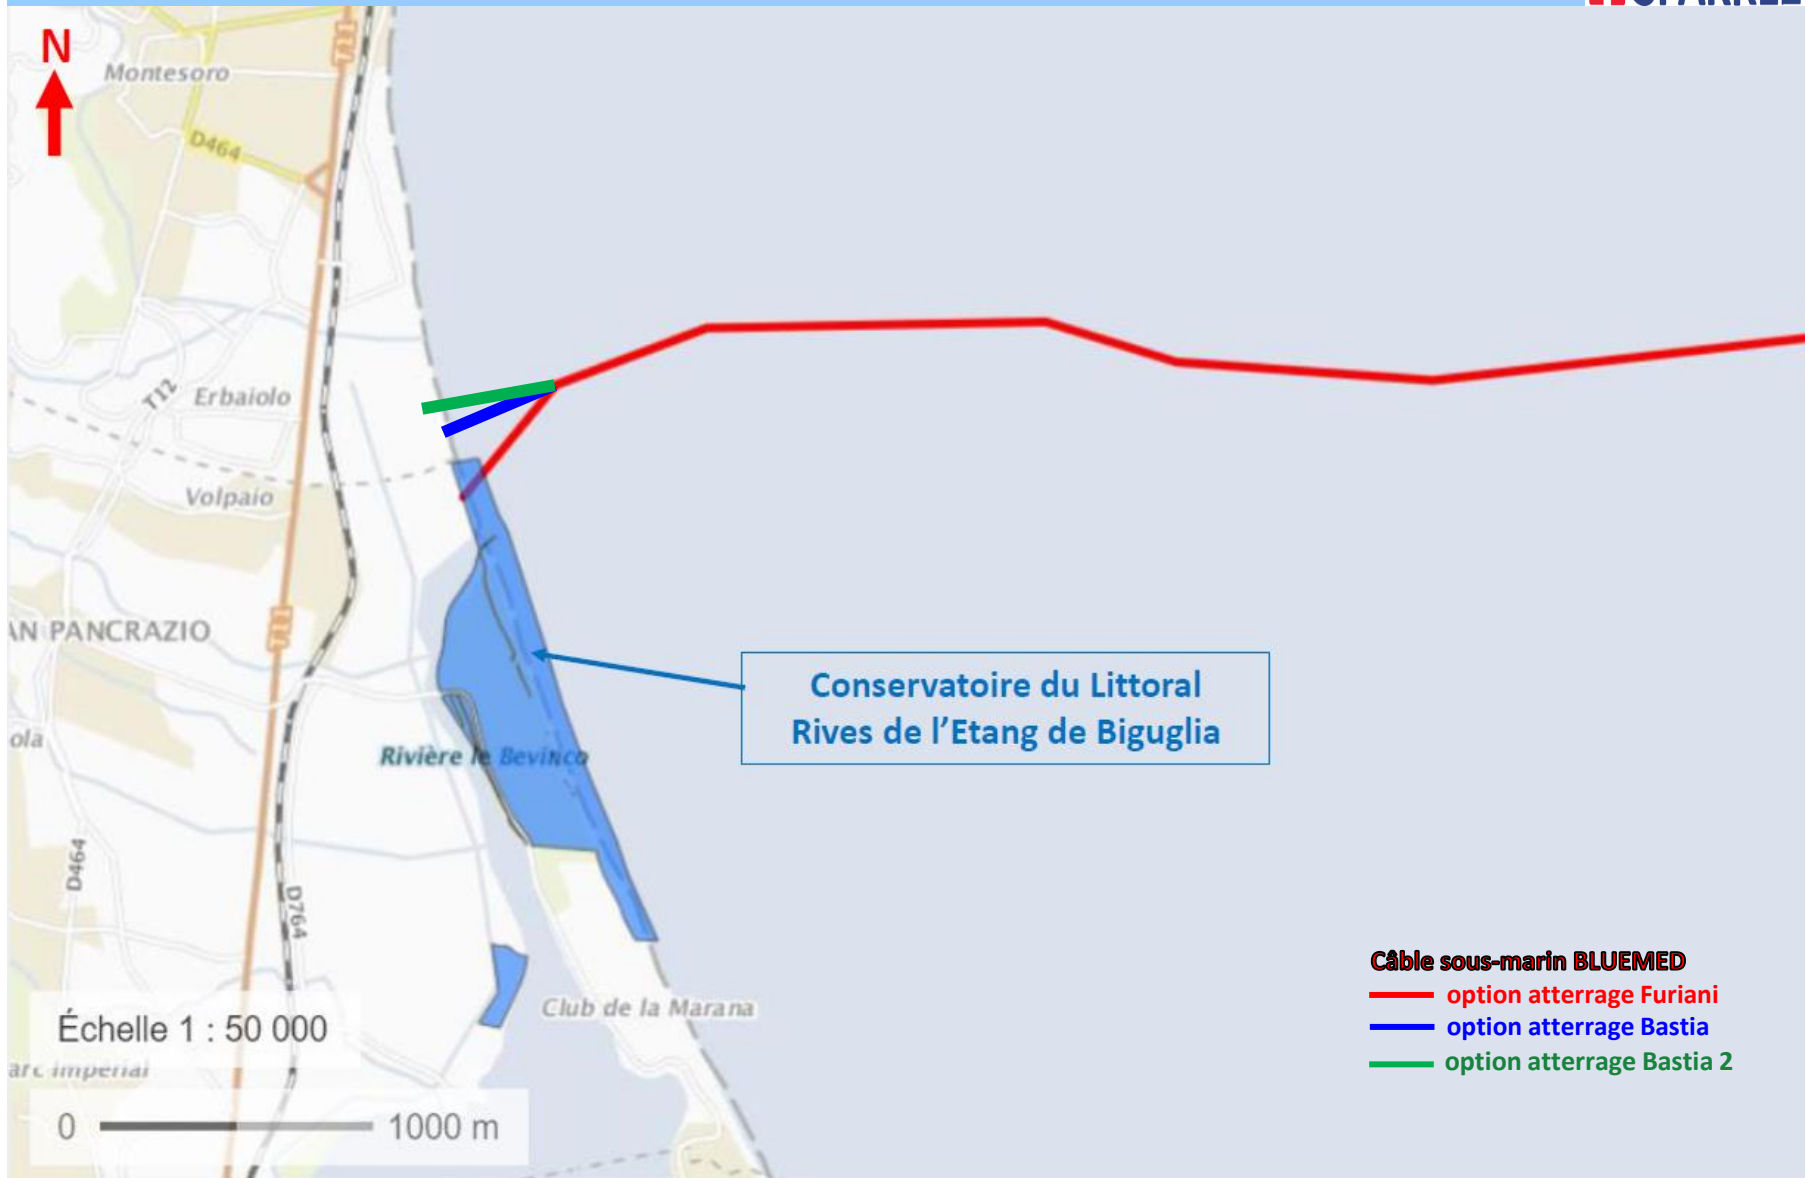 N
Montesoro
D464
T12
Erbaiolo
Volpaio
AN PANCRAZIO
ola
Rivière le Bevinco
Conservatoire du Littoral
Rives de l'Etang de Biguglia
D464
D764
Club de la Marana
Échelle 1 : 50 000
arc impérial
0 1000 m
Câble sous-marin BLUEMED
option atterrage Furiani
option atterrage Bastia
option atterrage Bastia 2